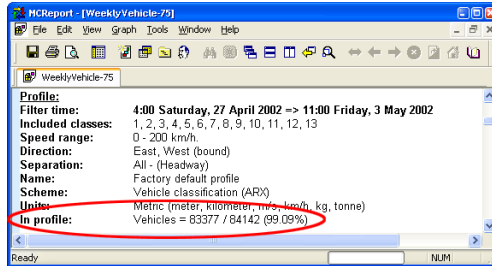 MCReport - [WeeklyVehicle-75]
File Edit View Graph Tools Window Help
WeeklyVehicle-75
Profile:
Filter time: 4:00 Saturday, 27 April 2002 => 11:00 Friday, 3 May 2002
Included classes: 1, 2, 3, 4, 5, 6, 7, 8, 9, 10, 11, 12, 13
Speed range: 0 - 200 km/h.
Direction: East, West (bound)
Separation: All - (Headway)
Name: Factory default profile
Scheme: Vehicle classification (ARX)
Units: Metric (meter, kilometer, m/s, km/h, kg, tonne)
In profile: Vehicles = 83377 / 84142 (99.09%)
Ready NUM